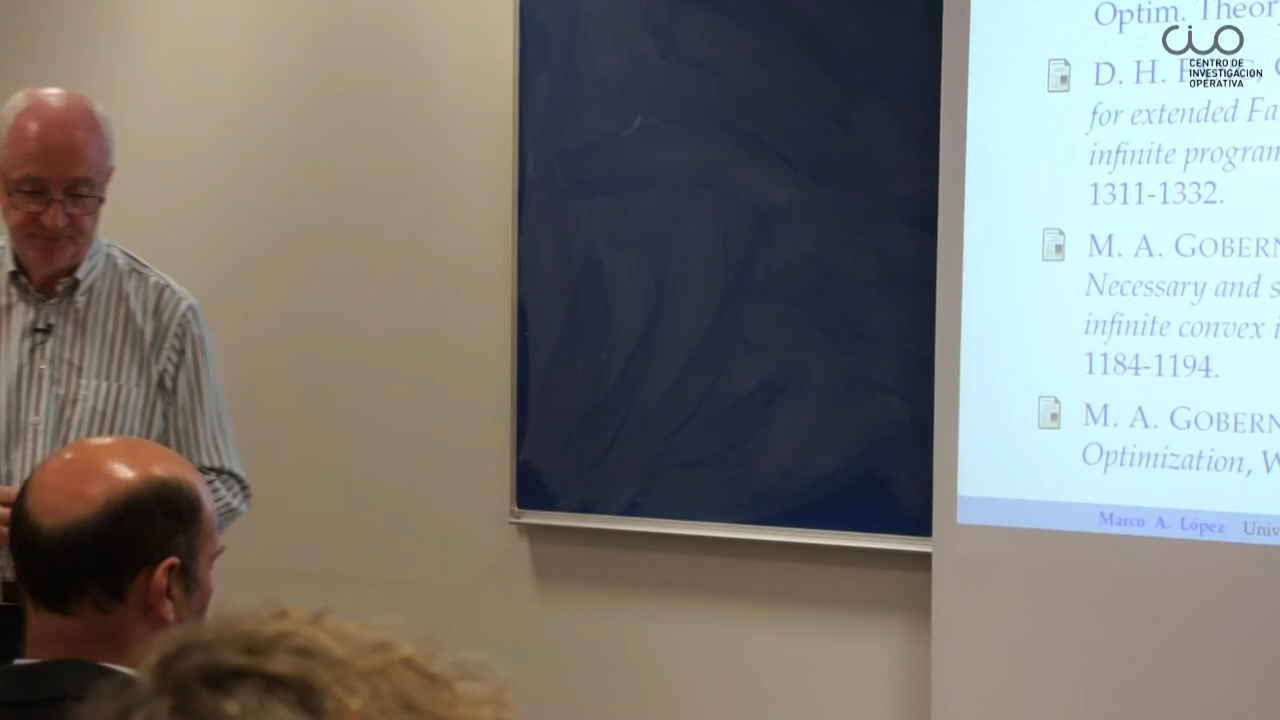 Optim. Theor
CIO
CENTRO DE
INVESTIGACION
OPERATIVA
D. H. F
for extended Fa
infinite program
1311-1332.
M. A. GOBERN
Necessary and s
infinite convex i
1184-1194.
M. A. GOBERN
Optimization, W
Marco A. López Univ